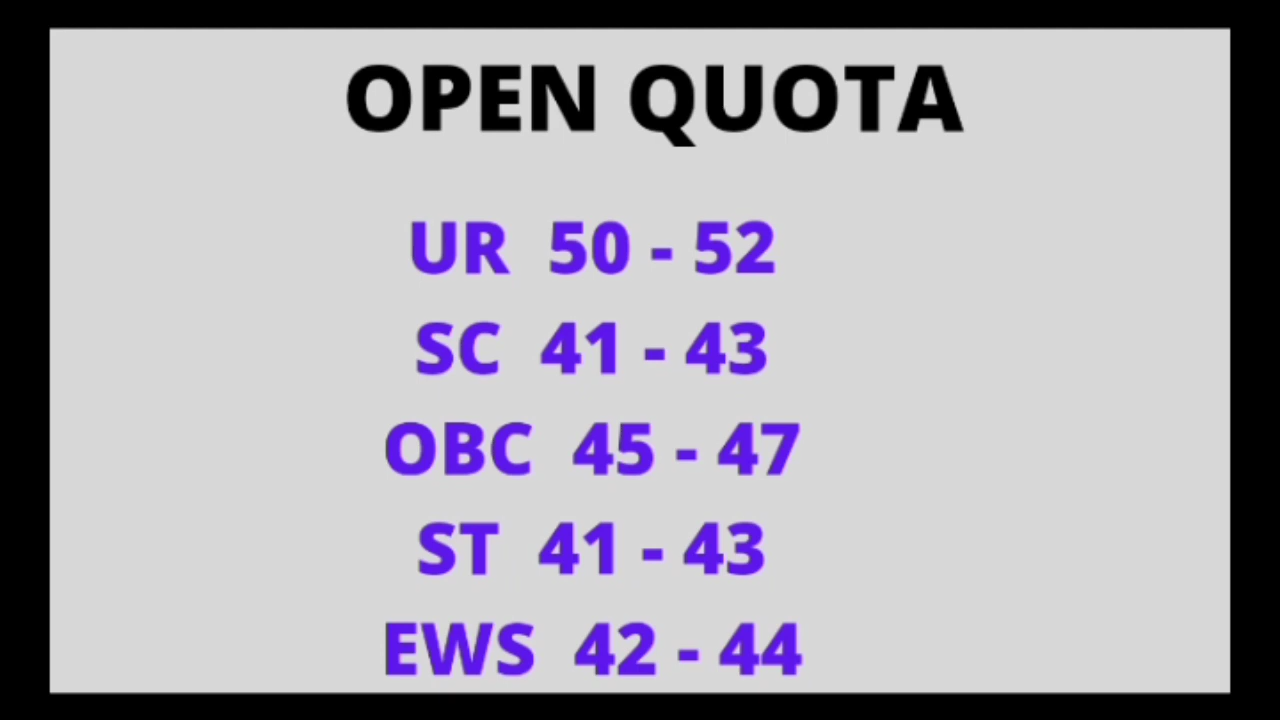 OPEN QUOTA
UR 50 - 52
SC 41 - 43
OBC 45 - 47
ST 41 - 43
EWS 42 - 44